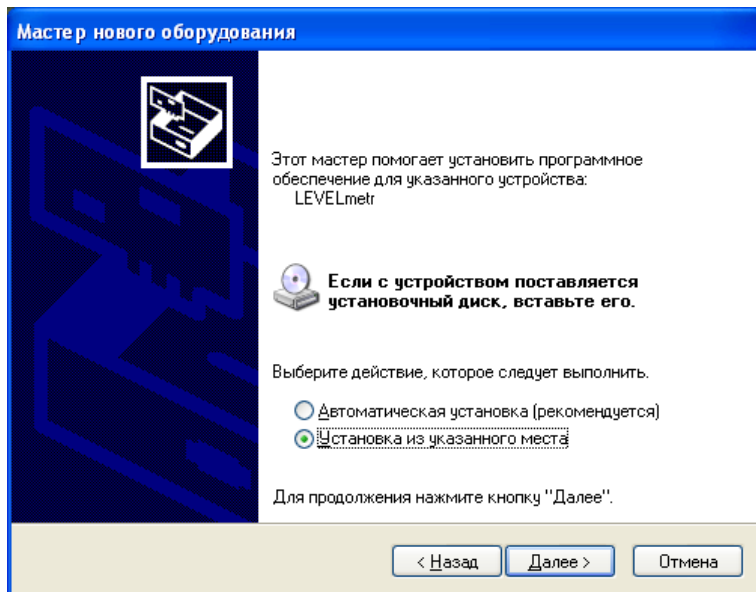 Мастер нового оборудования
Этот мастер помогает установить программное
обеспечение для указанного устройства:
LEVELmetr
Если с устройством поставляется
установочный диск, вставьте его.
Выберите действие, которое следует выполнить.
Автоматическая установка (рекомендуется)
Установка из указанного места
Для продолжения нажмите кнопку "Далее".
< Назад Далее > Отмена